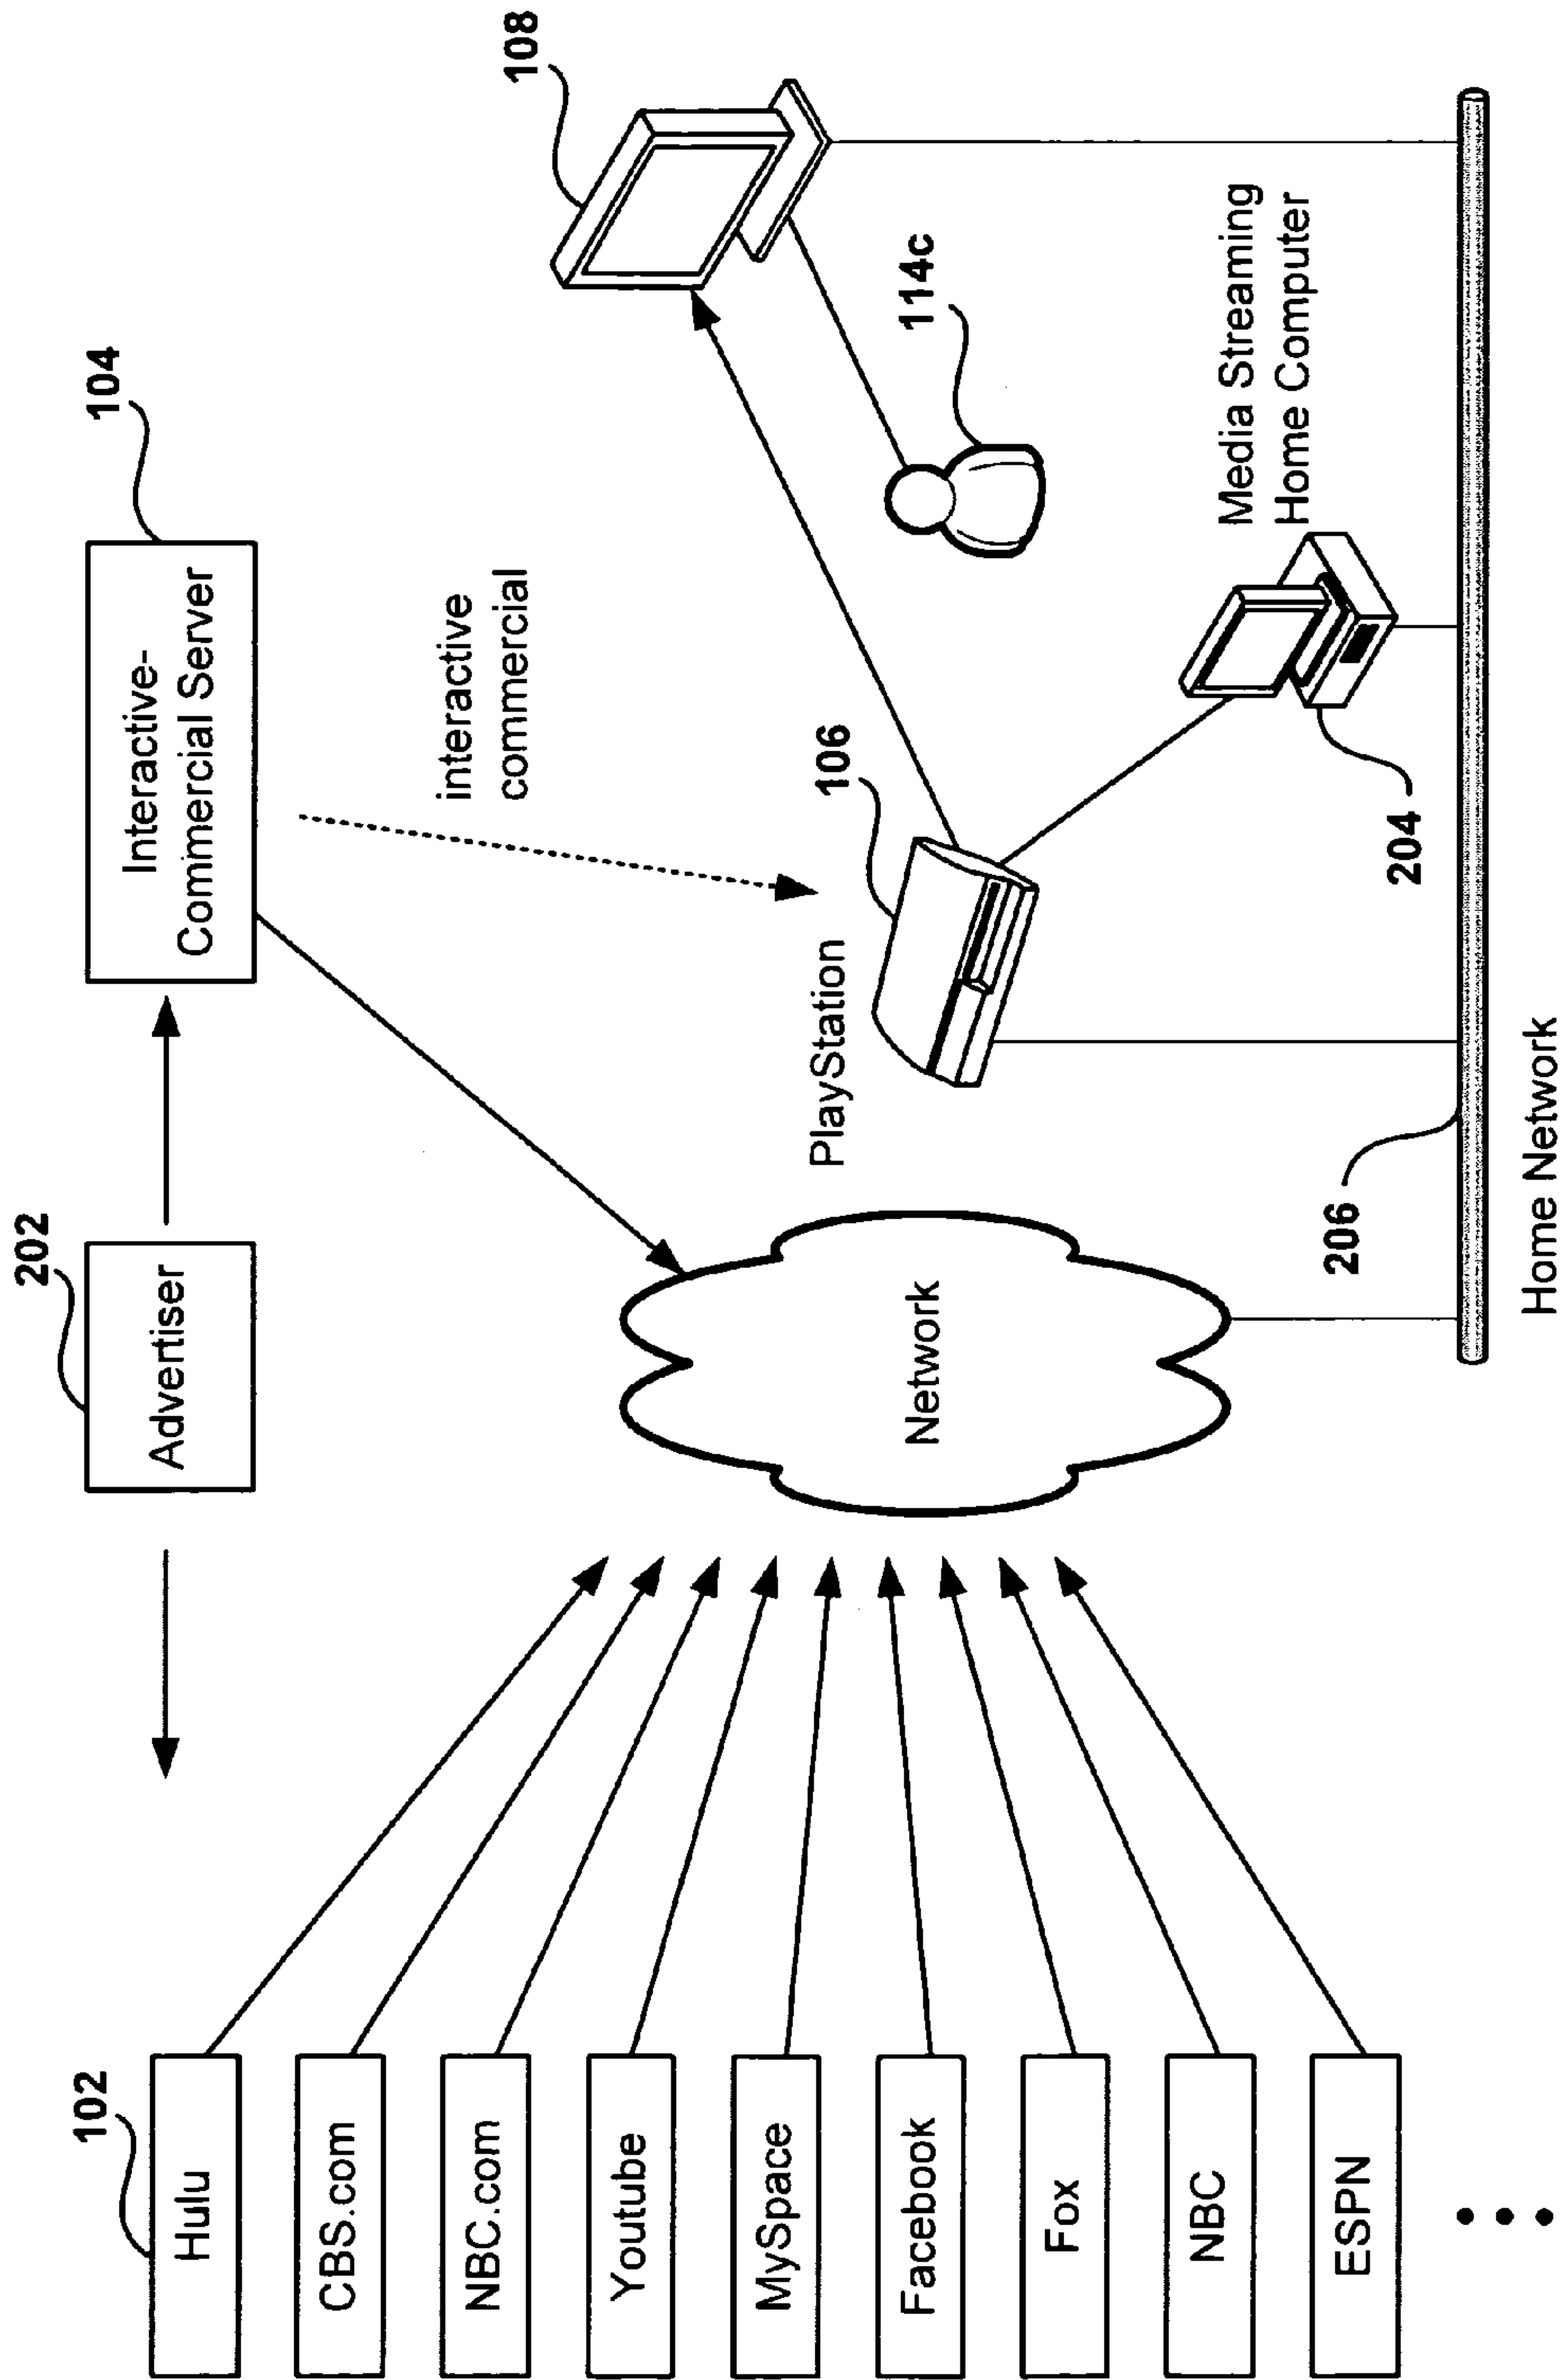 102
Hulu
CBS.com
NBC.com
Youtube
MySpace
Facebook
Fox
NBC
ESPN
202
Advertiser
104
Interactive-
Commercial Server
interactive
commercial
Network
PlayStation
106
108
114c
Media Streaming
Home Computer
204
206
Home Network